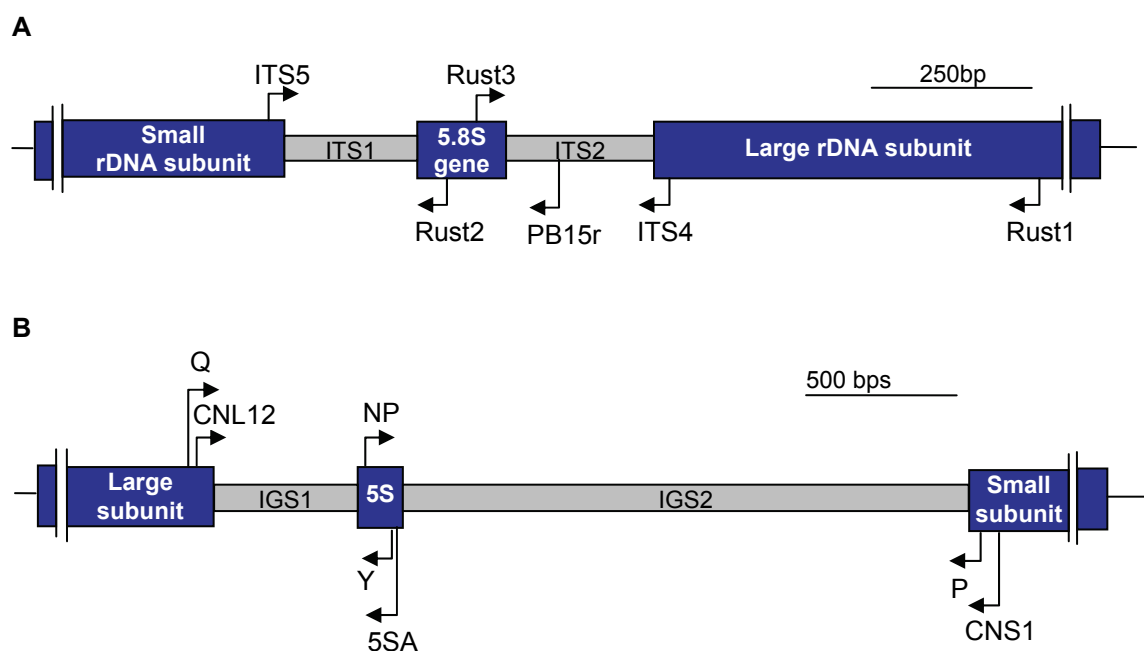 A
ITS5
Rust3
250bp
Small
rDNA subunit
ITS1
5.8S
gene
ITS2
Large rDNA subunit
Rust2
PB15r
ITS4
Rust1
B
Q
CNL12
NP
500 bps
Large
subunit
IGS1
5S
IGS2
Small
subunit
Y
5SA
P
CNS1